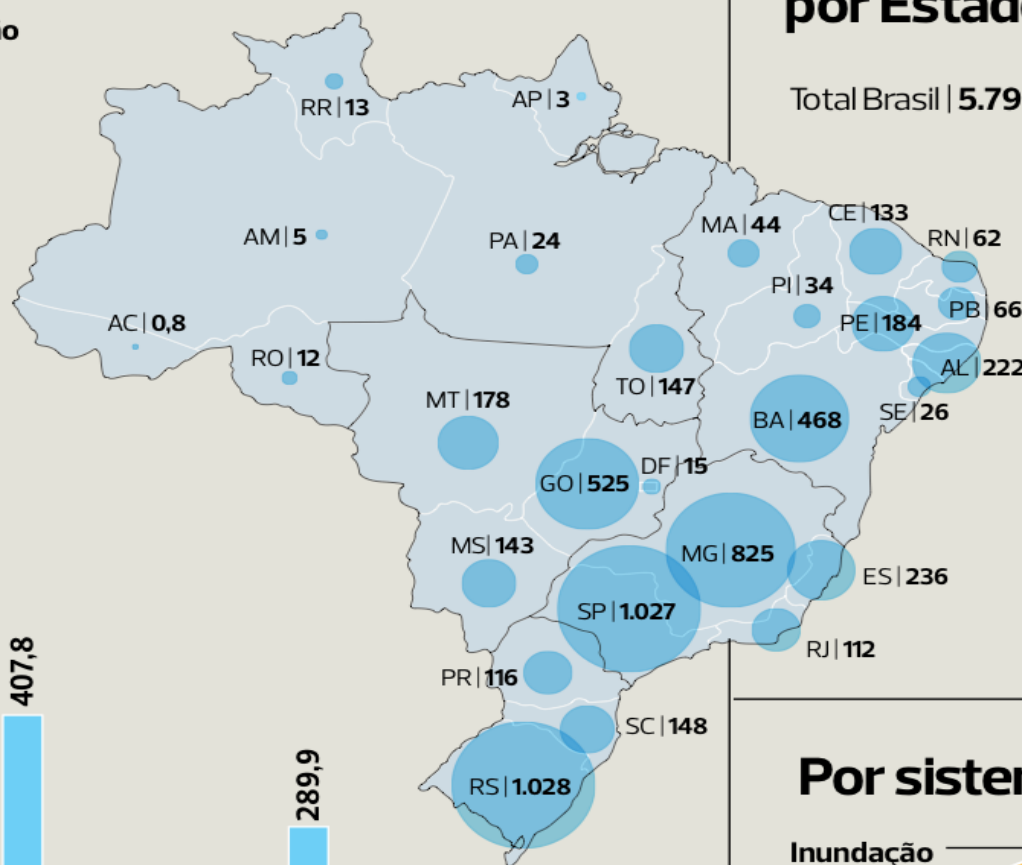 por Estad
ão
Total Brasil | 5.79
RR | 13
AP | 3
CE | 133
MA | 44
RN | 62
AM | 5
PA | 24
PI | 34
PB | 66
AC | 0,8
PE | 184
RO | 12
AL | 222
TO | 147
MT | 178
SE | 26
BA | 468
DF | 15
GO | 525
MS | 143
MG | 825
ES | 236
SP | 1.027
RJ | 112
PR | 116
SC | 148
407,8
RS | 1.028
289,9
Por sister
Inundação